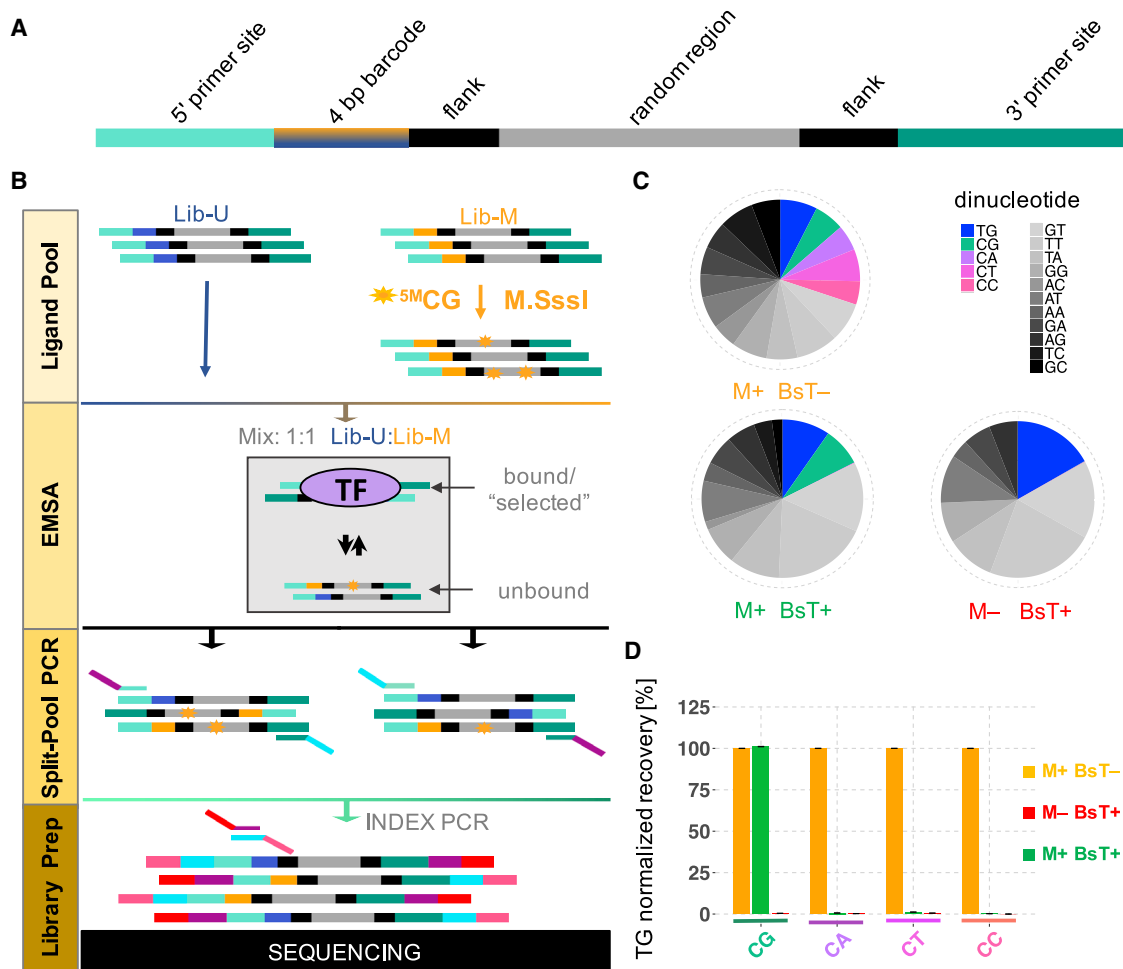 A
5' primer site
4 bp barcode
flank
random region
flank
3' primer site
B
Ligand Pool
EMSA
Split-Pool PCR
Library Prep
Lib-U
Lib-M
5MCG
M.SssI
Mix: 1:1 Lib-U:Lib-M
TF
bound/
“selected”
unbound
INDEX PCR
SEQUENCING
C
dinucleotide
TG
CG
CA
CT
CC
GT
TT
TA
GG
AC
AT
AA
GA
AG
TC
GC
M+ BsT–
M+ BsT+
M– BsT+
D
TG normalized recovery [%]
125
100
75
50
25
0
CG
CA
CT
CC
M+ BsT–
M– BsT+
M+ BsT+